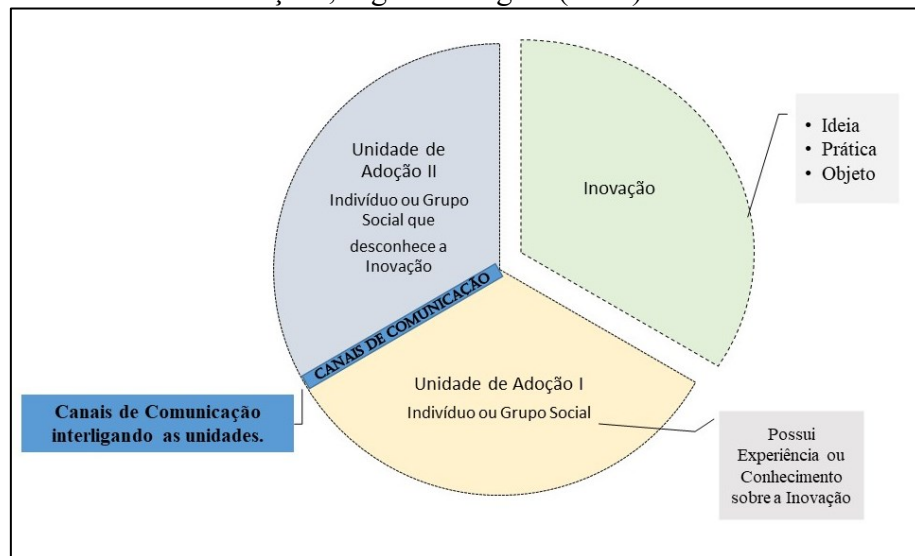 Unidade de
Adoção II
Indivíduo ou Grupo
Social que
desconhece a
Inovação
Inovação
• Ideia
• Prática
• Objeto
CANAIS DE COMUNICAÇÃO
Unidade de Adoção I
Indivíduo ou Grupo Social
Canais de Comunicação
interligando as unidades.
Possui
Experiência ou
Conhecimento
sobre a Inovação